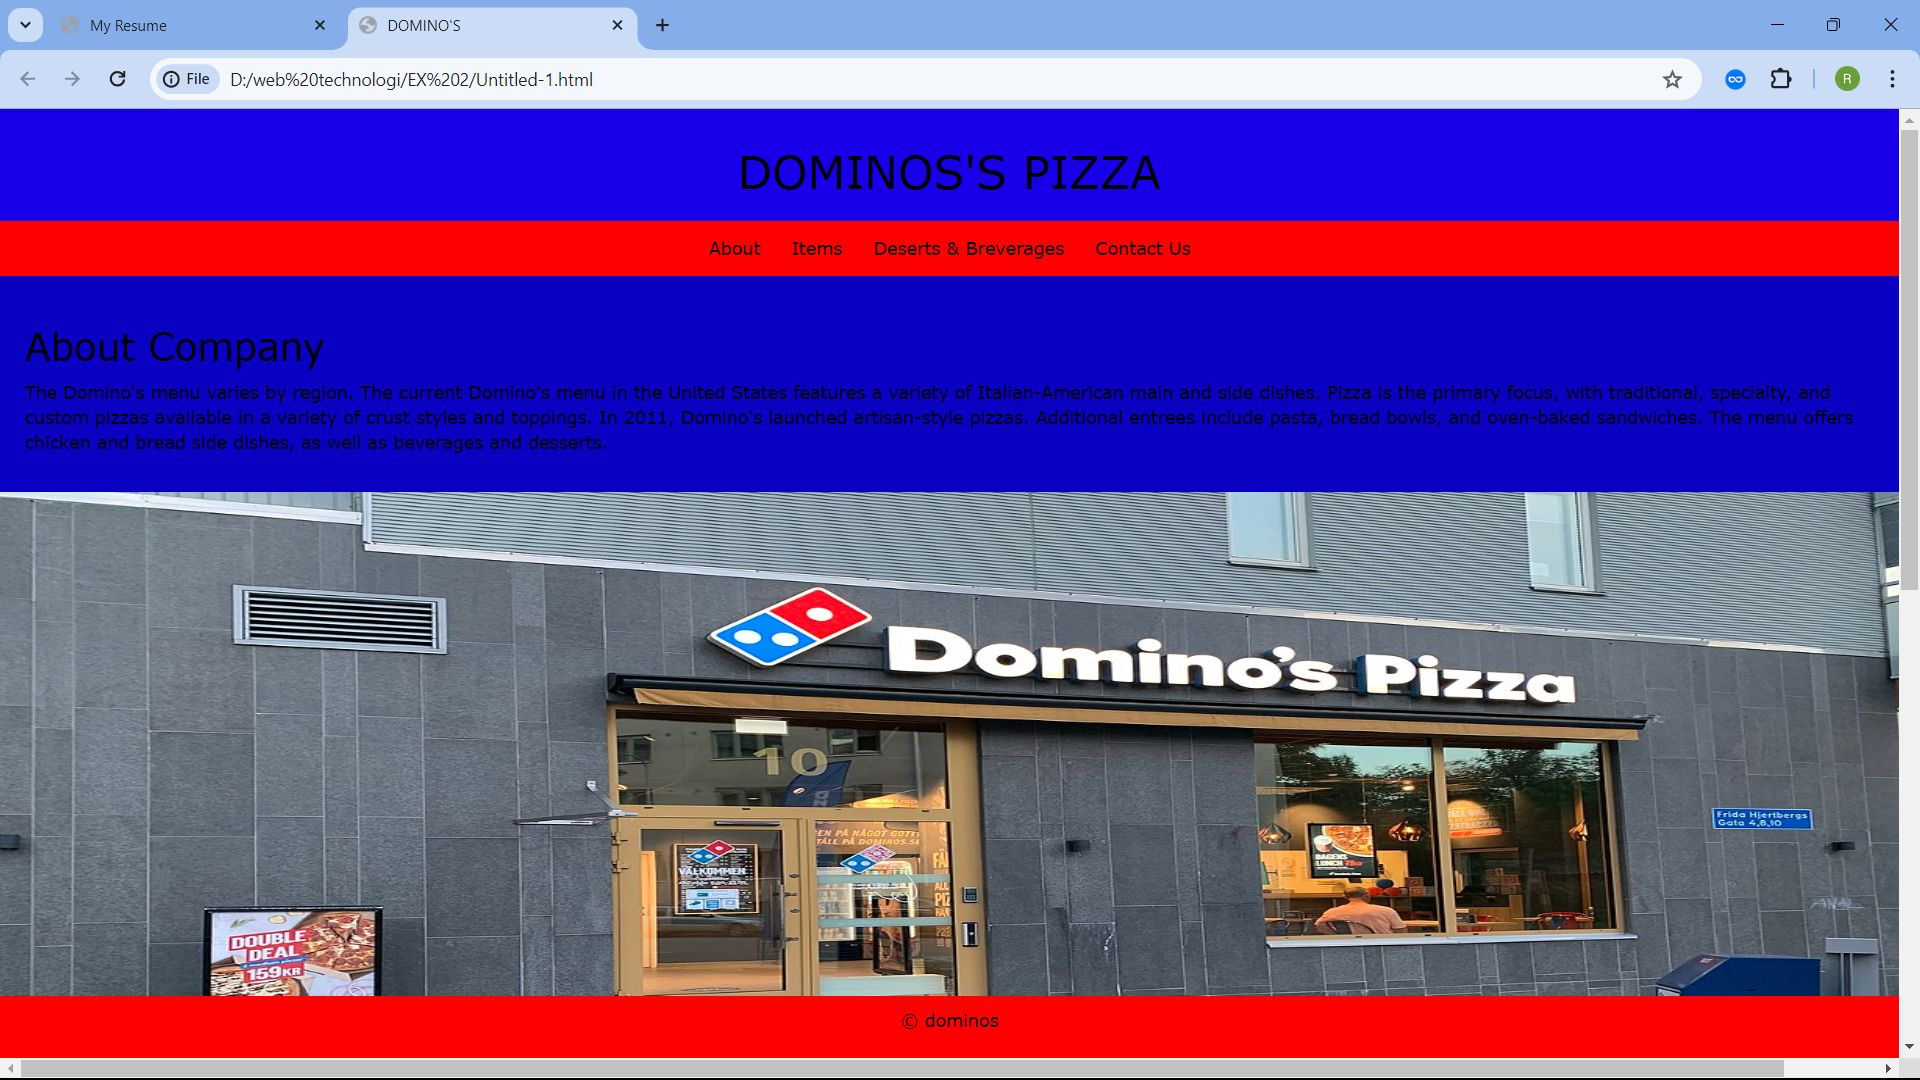 My Resume
DOMINO'S
File
D:/web%20technologi/EX%202/Untitled-1.html
R
DOMINOS'S PIZZA
About
Items
Deserts & Breverages
Contact Us
About Company
The Domino's menu varies by region. The current Domino's menu in the United States features a variety of Italian-American main and side dishes. Pizza is the primary focus, with traditional, specialty, and
custom pizzas available in a variety of crust styles and toppings. In 2011, Domino's launched artisan-style pizzas. Additional entrees include pasta, bread bowls, and oven-baked sandwiches. The menu offers
chicken and bread side dishes, as well as beverages and desserts.
Domino's Pizza
10
Frida Hjertbergs
Gata 4,8,10
VÄLKOMMEN
DAGENS
LUNCH
DOUBLE
DEAL
159KR
© dominos